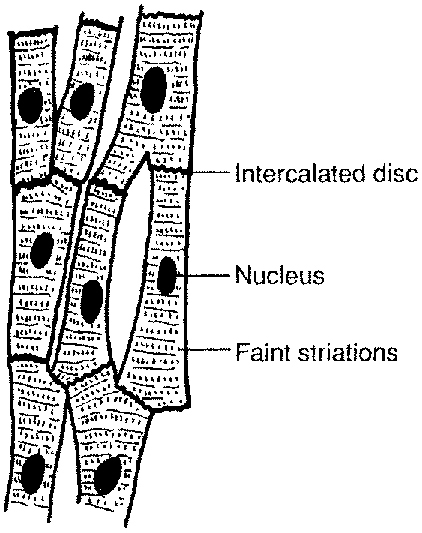 Intercalated disc
Nucleus
Faint striations